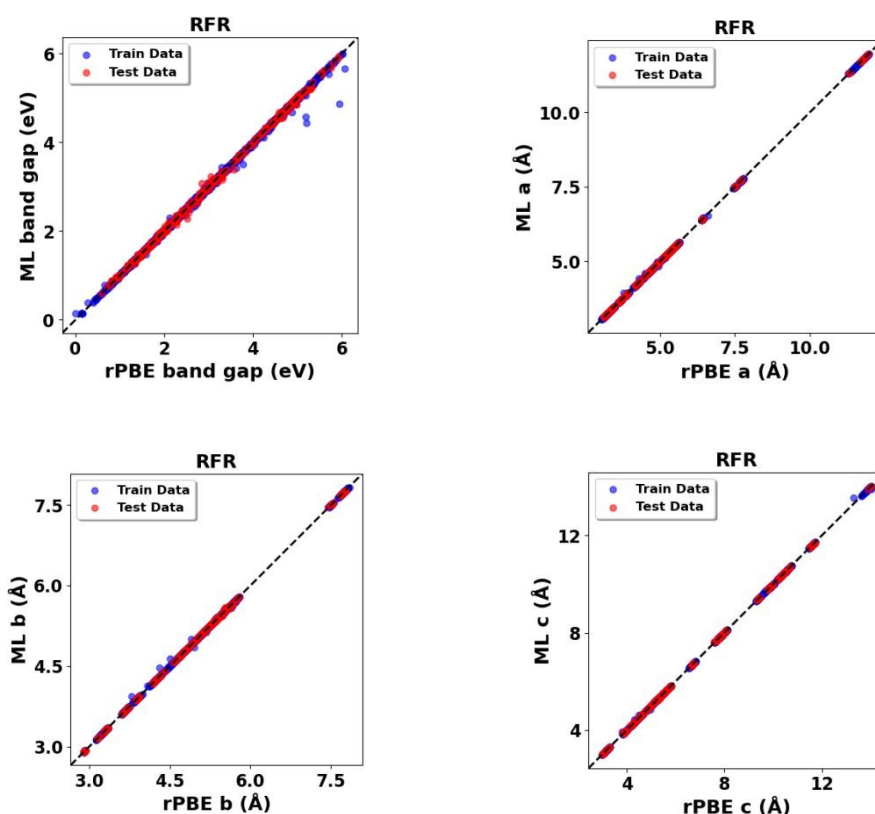 RFR
Train Data
Test Data
6
4
2
0
ML band gap (eV)
0 2 4 6
rPBE band gap (eV)
RFR
Train Data
Test Data
10.0
7.5
5.0
ML a (Å)
5.0 7.5 10.0
rPBE a (Å)
RFR
Train Data
Test Data
7.5
6.0
4.5
3.0
ML b (Å)
3.0 4.5 6.0 7.5
rPBE b (Å)
RFR
Train Data
Test Data
12
8
4
ML c (Å)
4 8 12
rPBE c (Å)